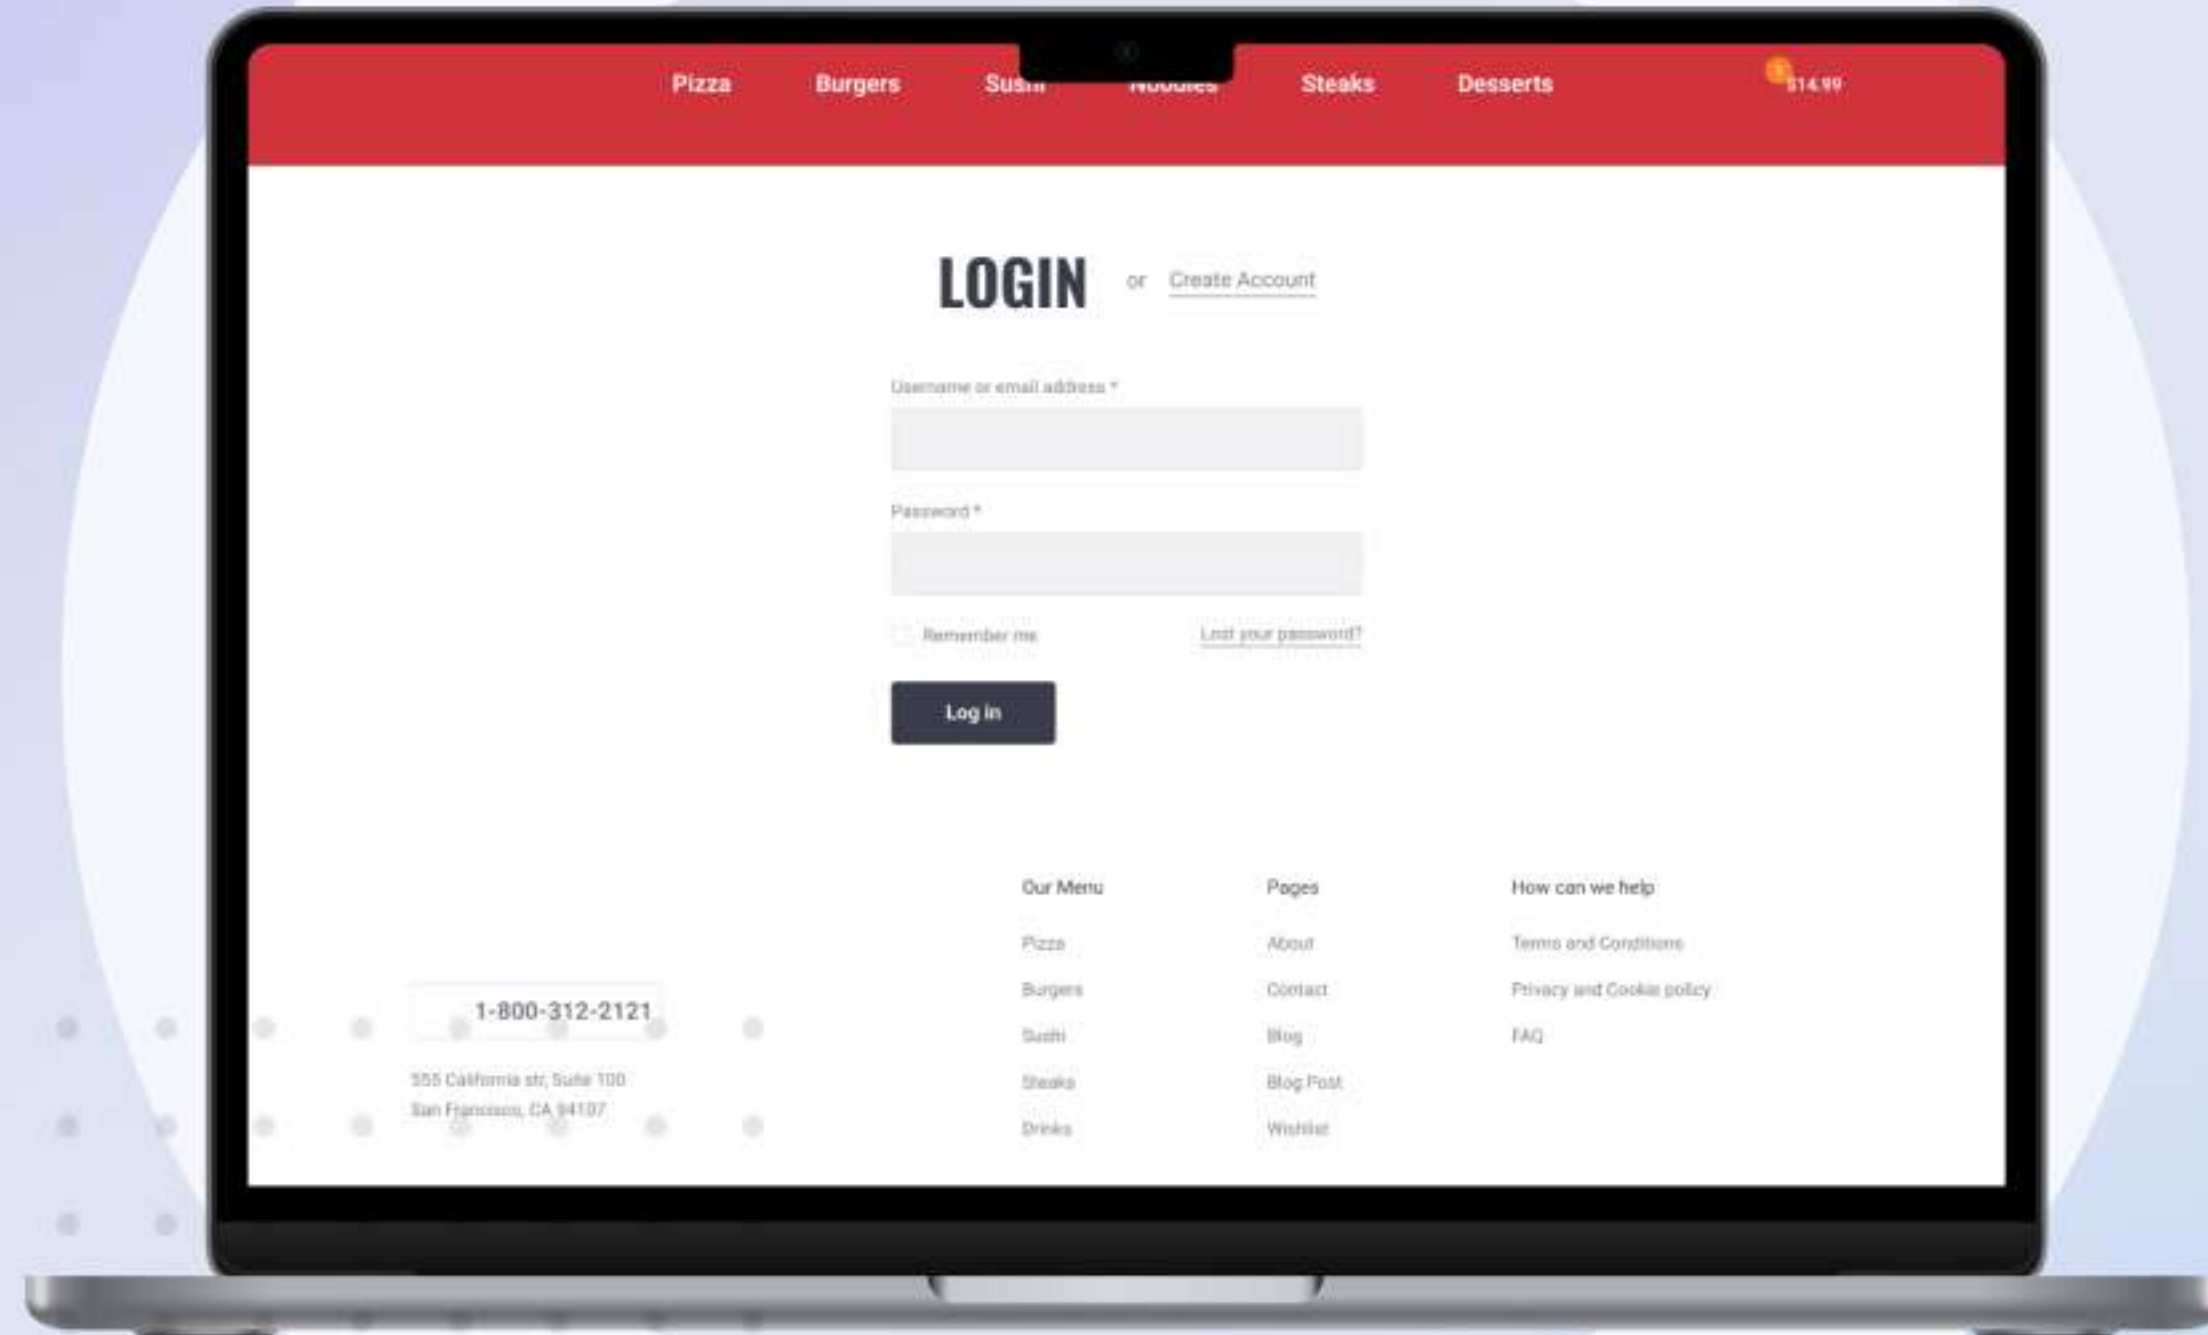 Pizza Burgers Sushi Noodles Steaks Desserts $14.99
LOGIN or Create Account
Username or email address *
Password *
Remember me Lost your password?
Log in
Our Menu Pages How can we help
Pizza About Terms and Conditions
Burgers Contact Privacy and Cookie policy
1-800-312-2121
Sushi Blog FAQ
555 California str, Suite 100
Steaks Blog Post
San Francisco, CA 94107
Drinks Wishlist